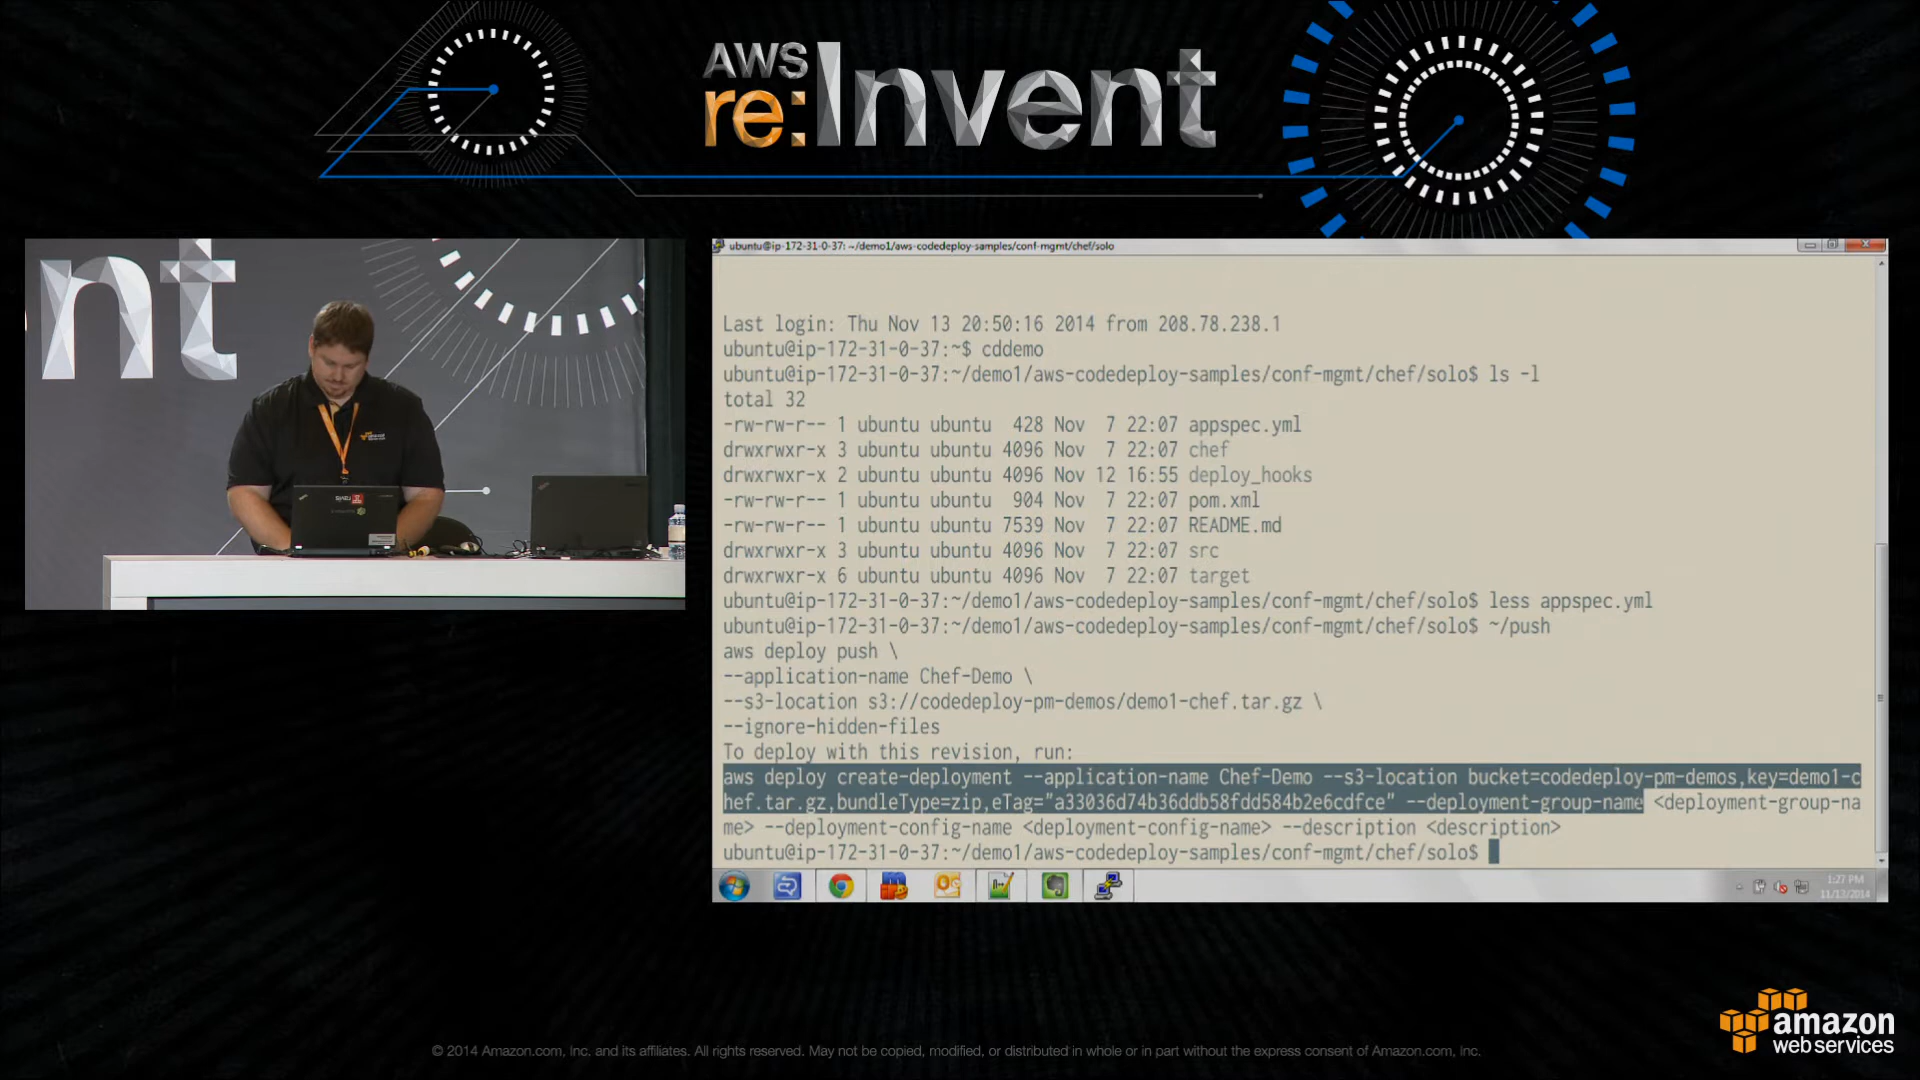 AWS
re:Invent
nt
ubuntu@ip-172-31-0-37: ~/demo1/aws-codedeploy-samples/conf-mgmt/chef/solo
Last login: Thu Nov 13 20:50:16 2014 from 208.78.238.1
ubuntu@ip-172-31-0-37:~$ cddemo
ubuntu@ip-172-31-0-37:~/demo1/aws-codedeploy-samples/conf-mgmt/chef/solo$ ls -l
total 32
-rw-rw-r-- 1 ubuntu ubuntu  428 Nov  7 22:07 appspec.yml
drwxrwxr-x 3 ubuntu ubuntu 4096 Nov  7 22:07 chef
drwxrwxr-x 2 ubuntu ubuntu 4096 Nov 12 16:55 deploy_hooks
-rw-rw-r-- 1 ubuntu ubuntu  904 Nov  7 22:07 pom.xml
-rw-rw-r-- 1 ubuntu ubuntu 7539 Nov  7 22:07 README.md
drwxrwxr-x 3 ubuntu ubuntu 4096 Nov  7 22:07 src
drwxrwxr-x 6 ubuntu ubuntu 4096 Nov  7 22:07 target
ubuntu@ip-172-31-0-37:~/demo1/aws-codedeploy-samples/conf-mgmt/chef/solo$ less appspec.yml
ubuntu@ip-172-31-0-37:~/demo1/aws-codedeploy-samples/conf-mgmt/chef/solo$ ~/push
aws deploy push \
--application-name Chef-Demo \
--s3-location s3://codedeploy-pm-demos/demo1-chef.tar.gz \
--ignore-hidden-files
To deploy with this revision, run:
aws deploy create-deployment --application-name Chef-Demo --s3-location bucket=codedeploy-pm-demos,key=demo1-c
hef.tar.gz,bundleType=zip,eTag="a33036d74b36ddb58fdd584b2e6cdfce" --deployment-group-name <deployment-group-na
me> --deployment-config-name <deployment-config-name> --description <description>
ubuntu@ip-172-31-0-37:~/demo1/aws-codedeploy-samples/conf-mgmt/chef/solo$
1:27 PM
11/13/2014
amazon
web services
© 2014 Amazon.com, Inc. and its affiliates. All rights reserved. May not be copied, modified, or distributed in whole or in part without the express consent of Amazon.com, Inc.